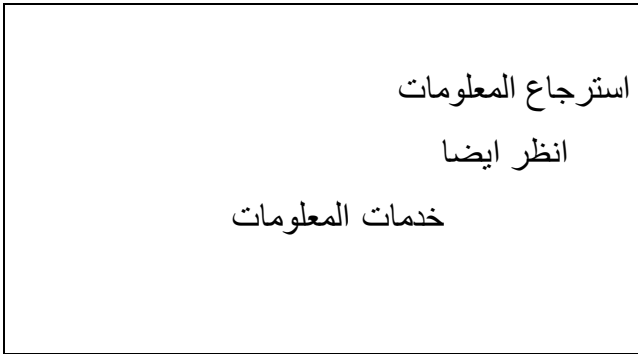 استرجاع المعلومات
انظر ايضا
خدمات المعلومات